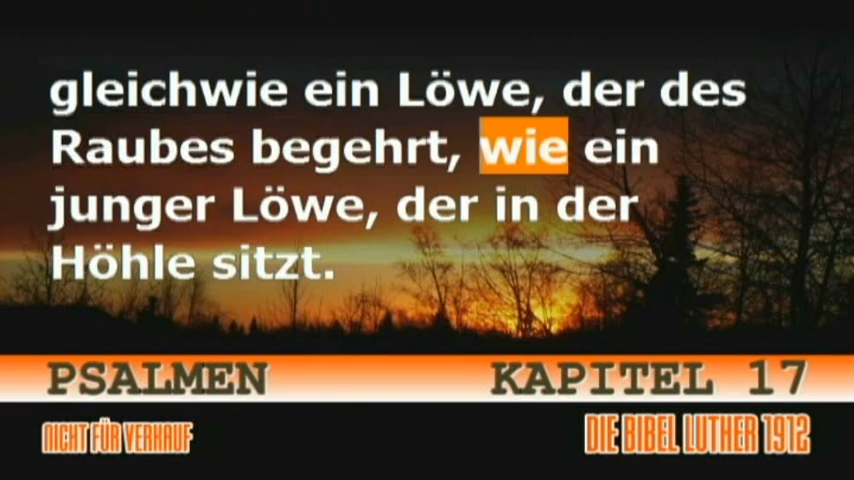 gleichwie ein Löwe, der des
Raubes begehrt, wie ein
junger Löwe, der in der
Höhle sitzt.
PSALMEN KAPITEL 17
NICHT FÜR VERKAUF DIE BIBEL LUTHER 1912